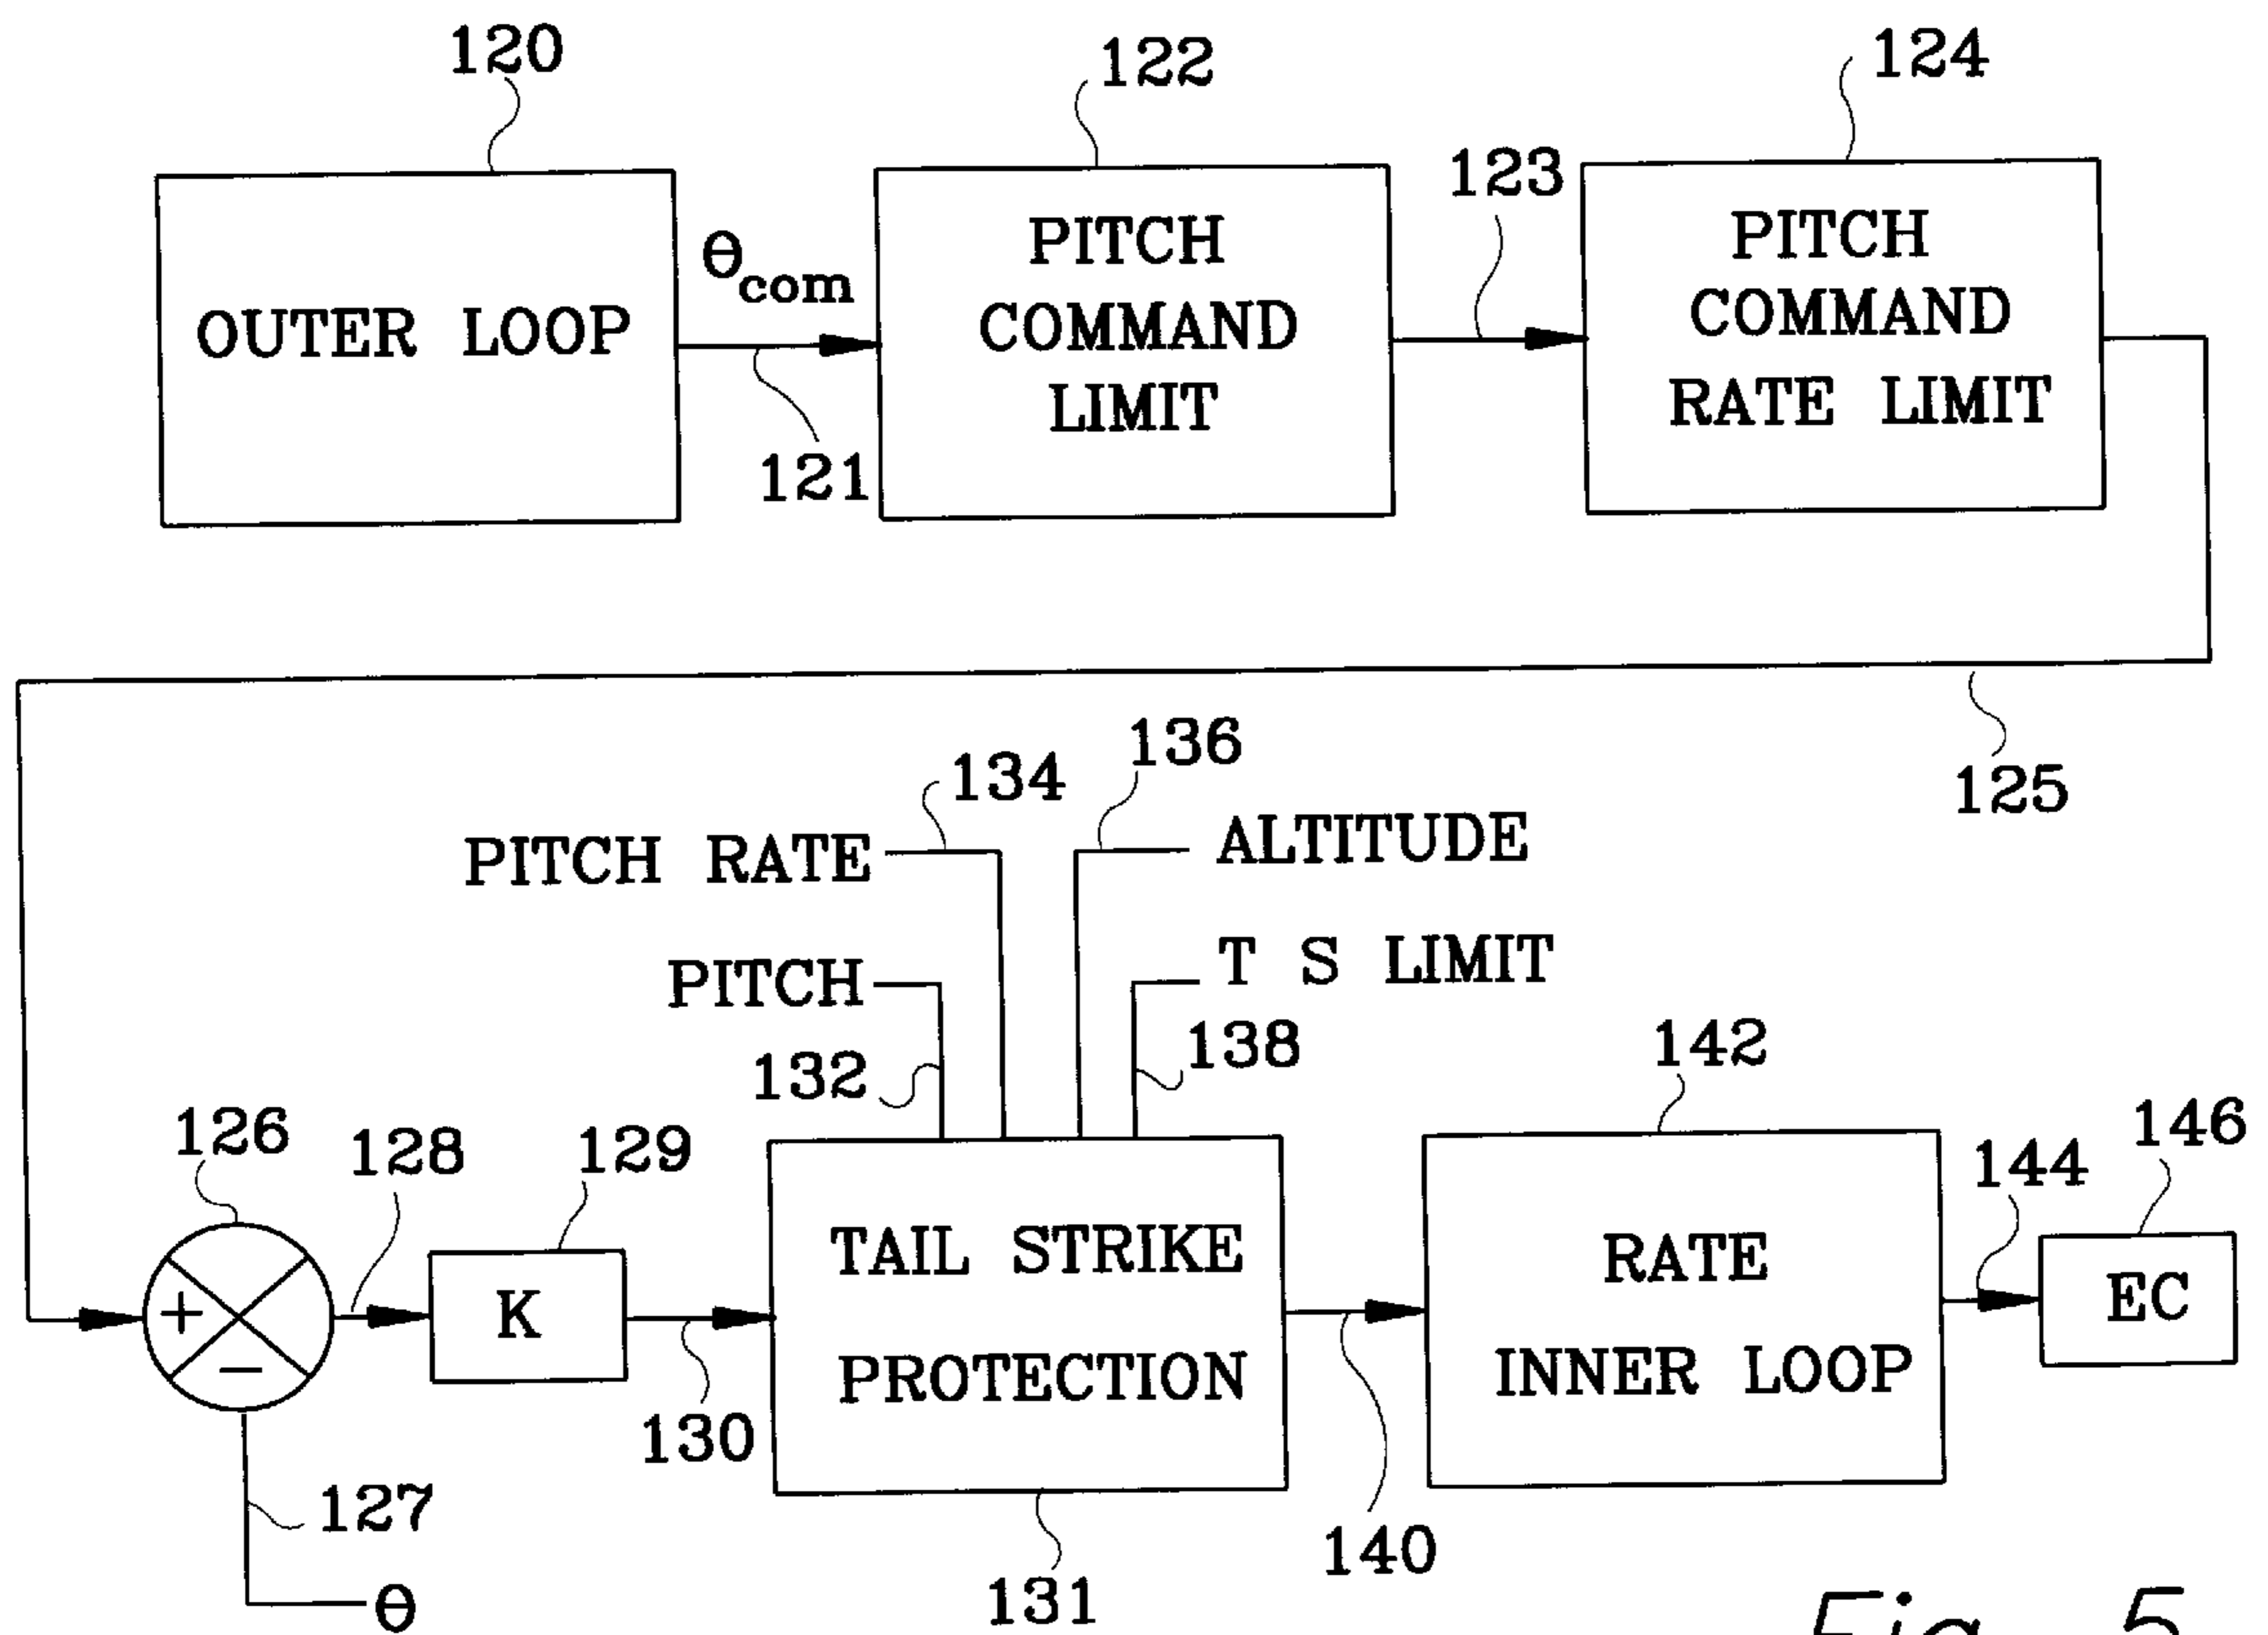 120
122
124
123
OUTER LOOP
θcom
121
PITCH
COMMAND
LIMIT
PITCH
COMMAND
RATE LIMIT
125
134
136
PITCH RATE
ALTITUDE
PITCH
T S LIMIT
132
138
126
128
129
142
144
146
+
−
K
TAIL STRIKE
PROTECTION
RATE
INNER LOOP
EC
130
127
θ
131
140
Fig. 5